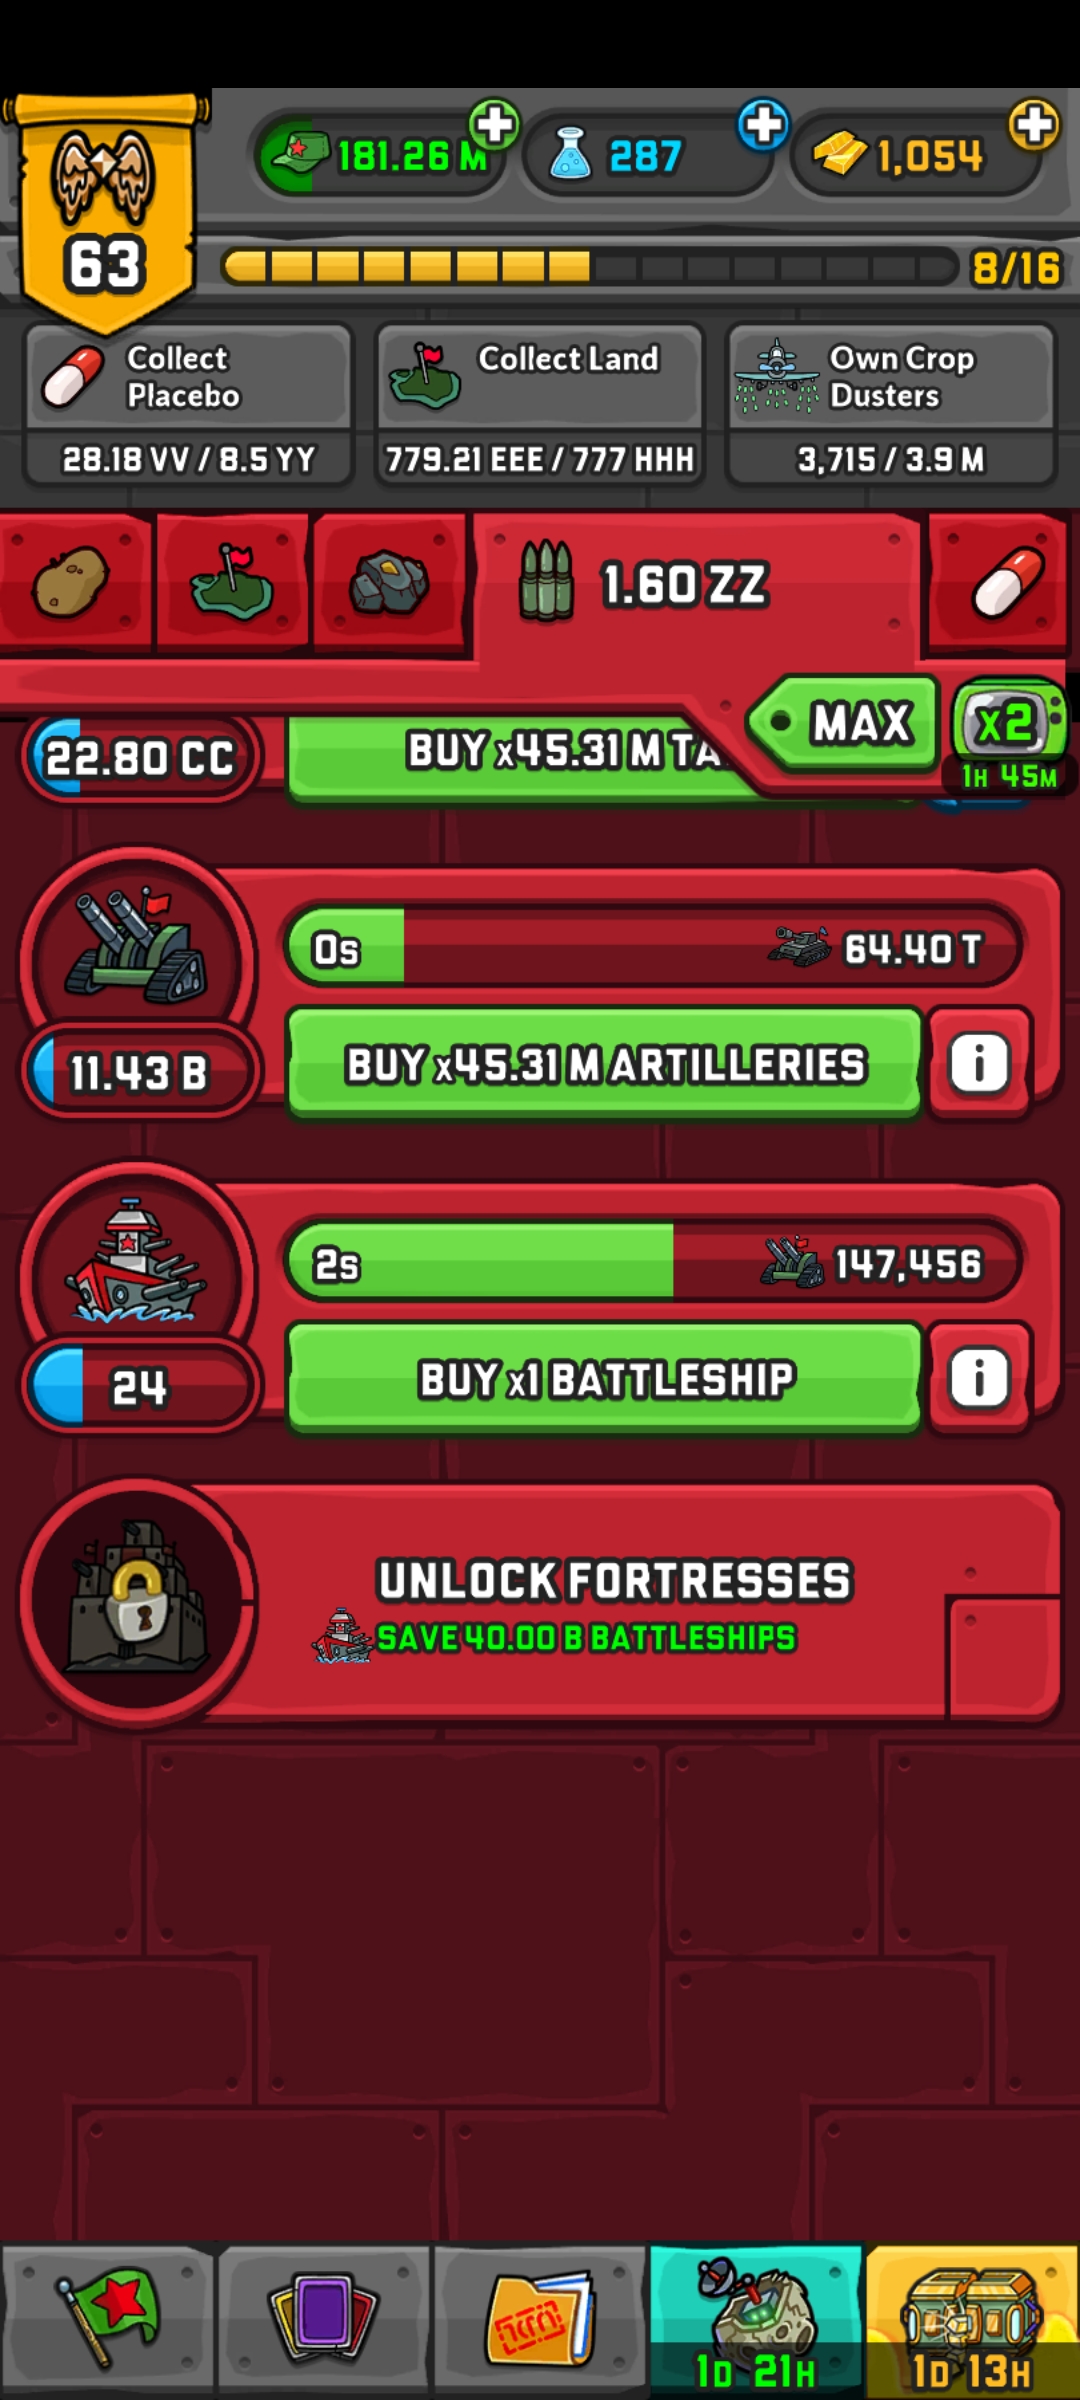 181.26 M
287
1,054
63
8/16
Collect
Placebo
28.18 VV / 8.5 YY
Collect Land
779.21 EEE / 777 HHH
Own Crop
Dusters
3,715 / 3.9 M
1.60 ZZ
MAX
x2
1H 45M
22.80 CC
BUY x45.31 M TA
0s
64.40 T
11.43 B
BUY x45.31 M ARTILLERIES
i
2s
147,456
24
BUY x1 BATTLESHIP
i
UNLOCK FORTRESSES
SAVE 40.00 B BATTLESHIPS
1D 21H
1D 13H